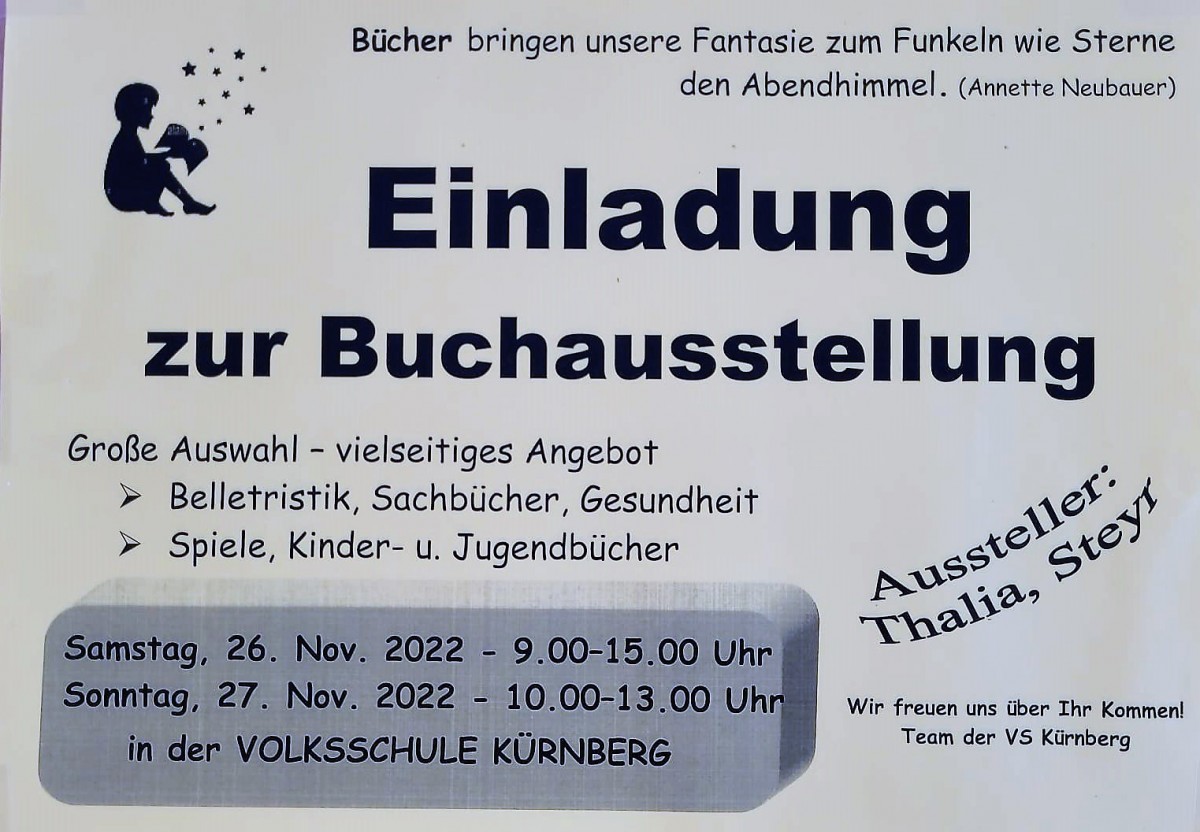 Bücher bringen unsere Fantasie zum Funkeln wie Sterne
den Abendhimmel. (Annette Neubauer)
Einladung
zur Buchausstellung
Große Auswahl – vielseitiges Angebot
➢ Belletristik, Sachbücher, Gesundheit
➢ Spiele, Kinder- u. Jugendbücher
Aussteller:
Thalia, Steyr
Samstag, 26. Nov. 2022 - 9.00-15.00 Uhr
Sonntag, 27. Nov. 2022 - 10.00-13.00 Uhr
in der VOLKSSCHULE KÜRNBERG
Wir freuen uns über Ihr Kommen!
Team der VS Kürnberg